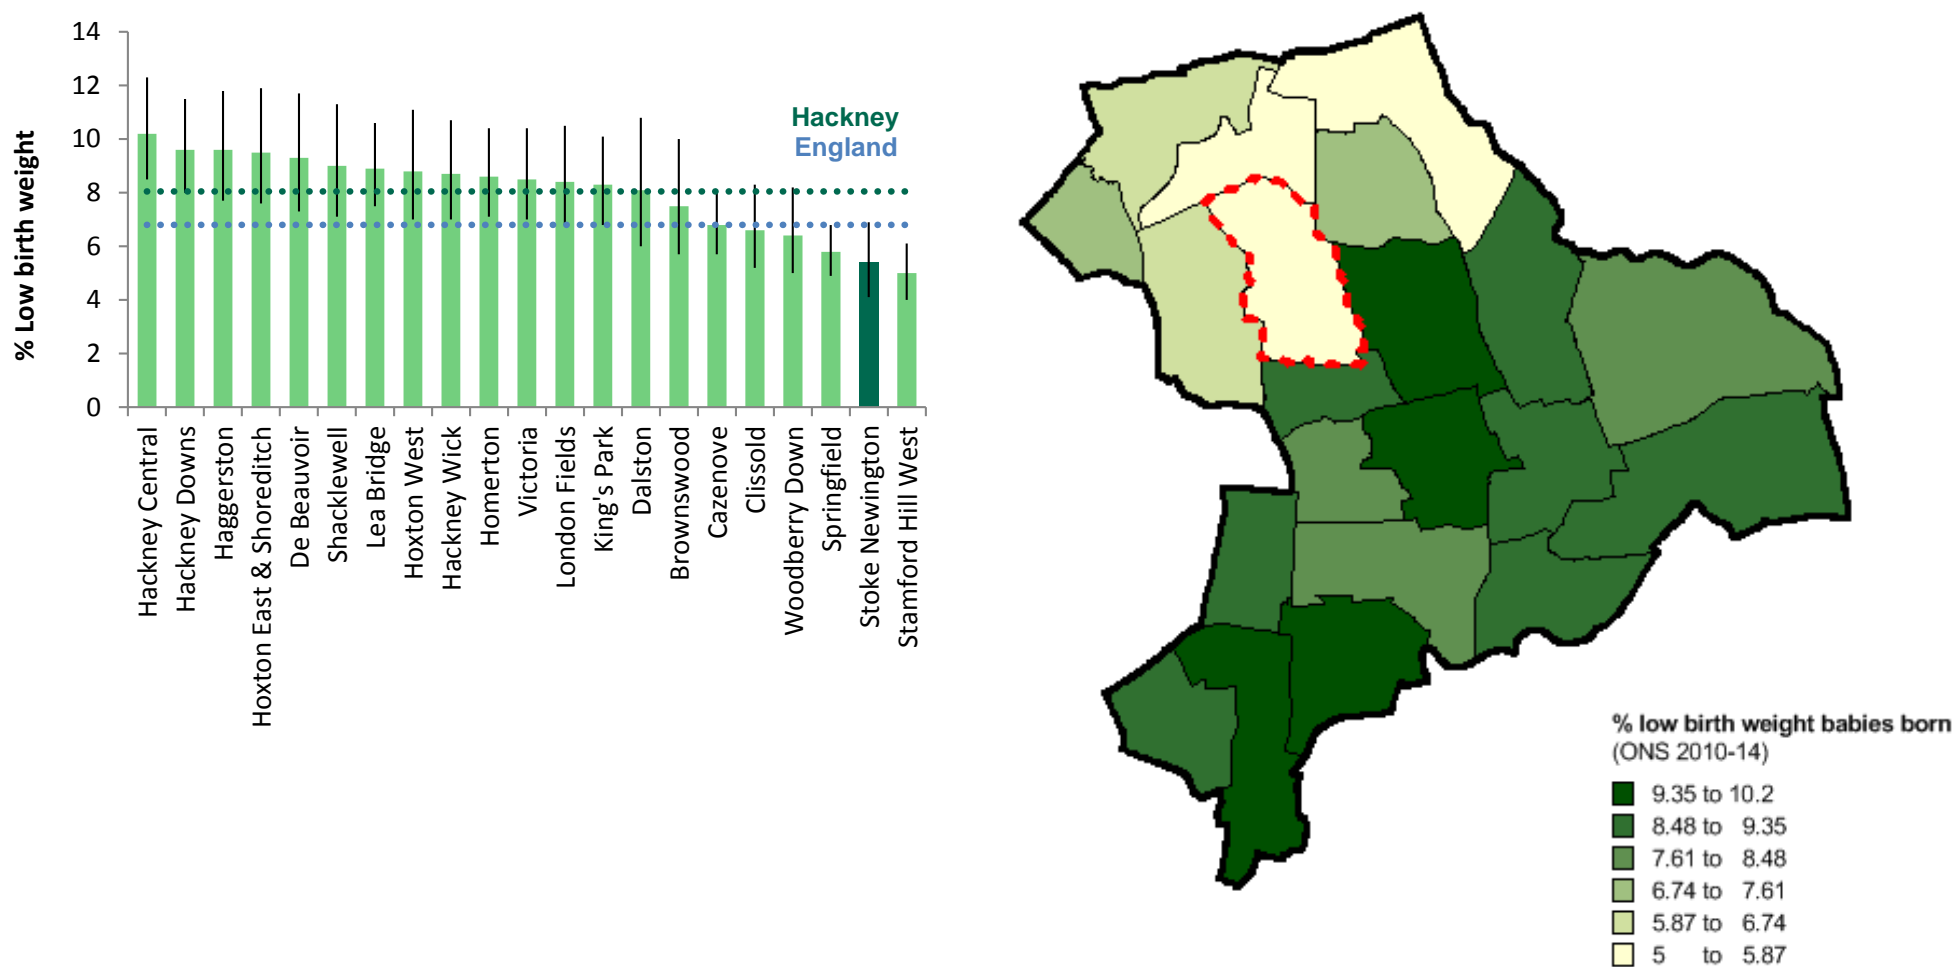 14
12
10
8
6
4
2
0
% Low birth weight
Hackney
England
Hackney Central
Hackney Downs
Haggerston
Hoxton East & Shoreditch
De Beauvoir
Shacklewell
Lea Bridge
Hoxton West
Hackney Wick
Homerton
Victoria
London Fields
King's Park
Dalston
Brownswood
Cazenove
Clissold
Woodberry Down
Springfield
Stoke Newington
Stamford Hill West
% low birth weight babies born
(ONS 2010-14)
9.35 to 10.2
8.48 to 9.35
7.61 to 8.48
6.74 to 7.61
5.87 to 6.74
5 to 5.87